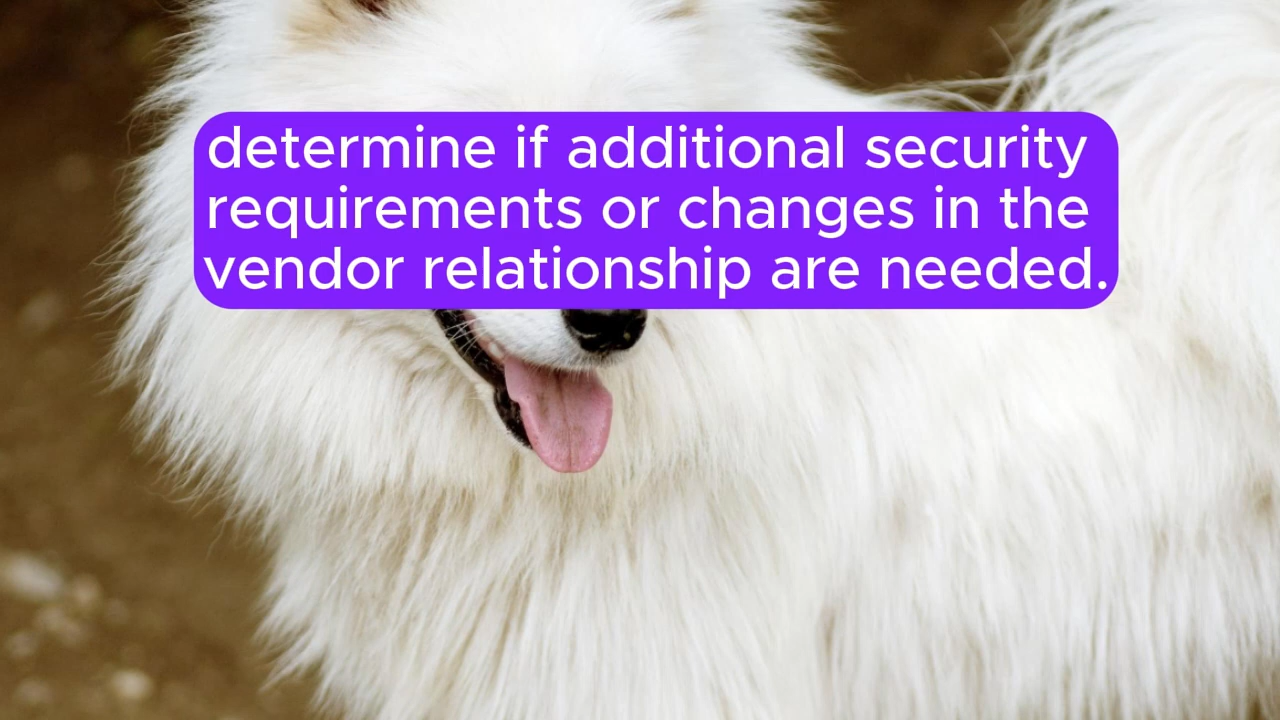 determine if additional security
requirements or changes in the
vendor relationship are needed.